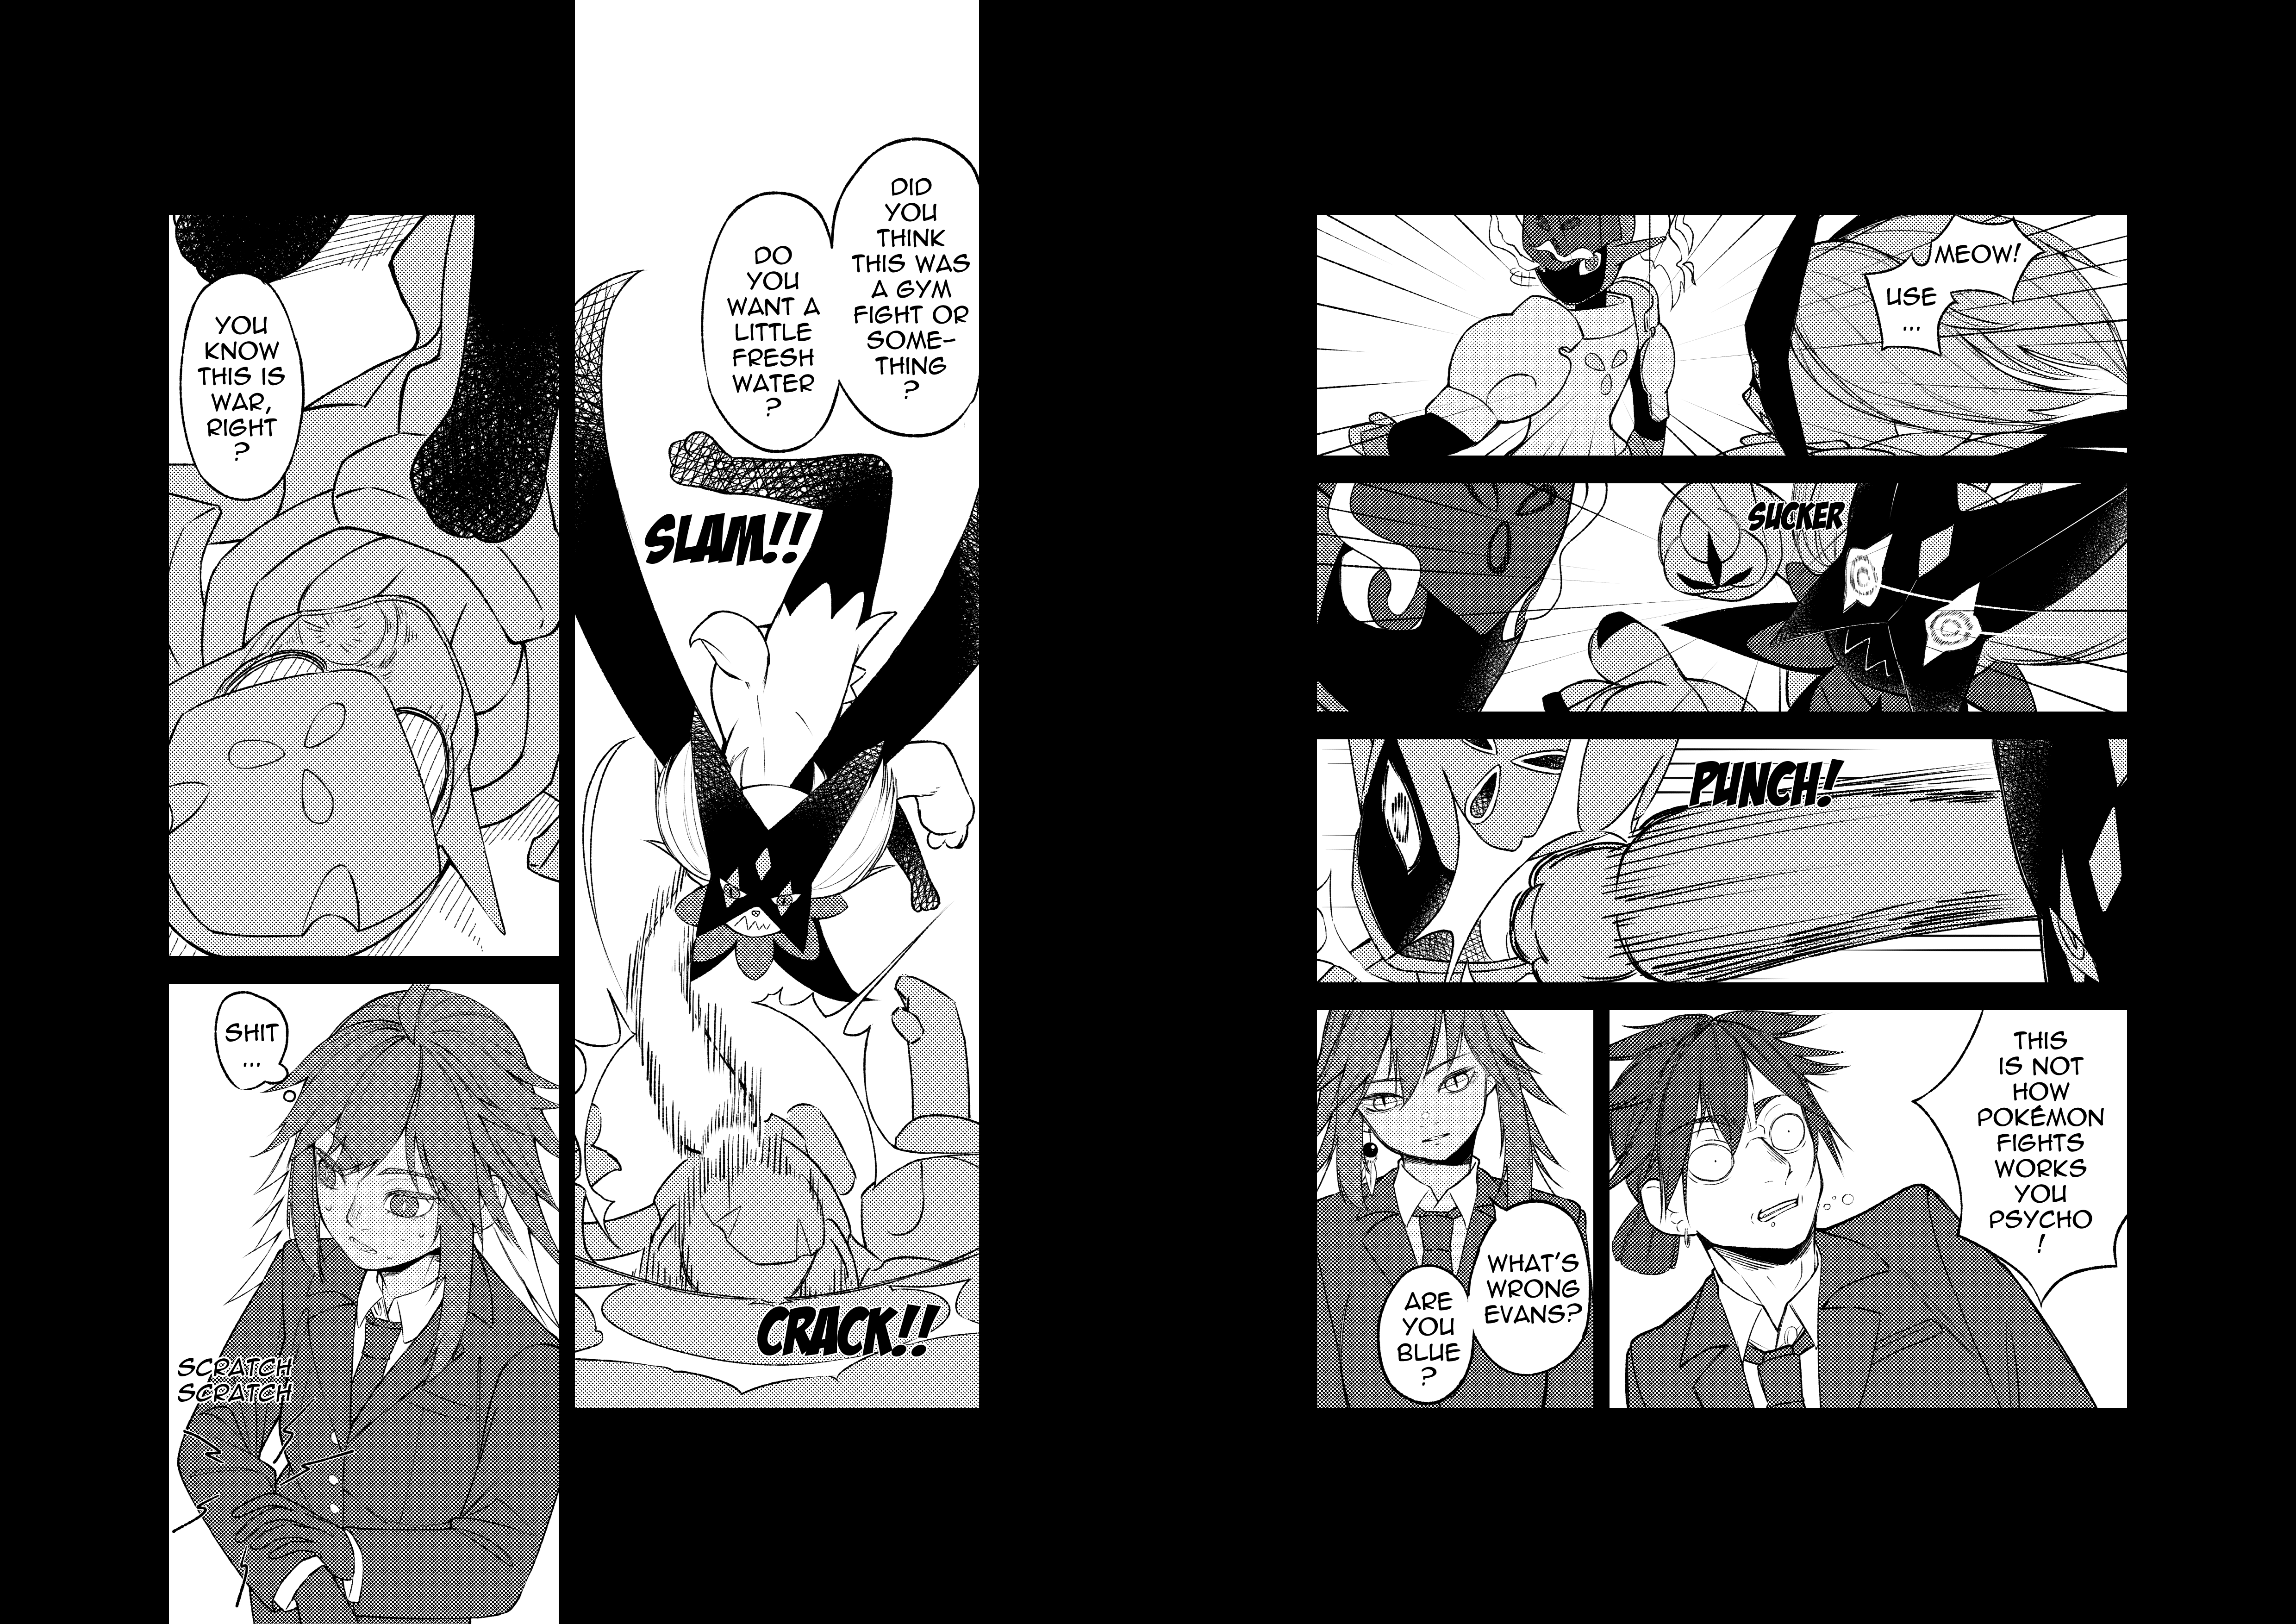 MEOW!
USE
...
SUCKER
PUNCH!
THIS
IS NOT
HOW
POKÉMON
FIGHTS
WORKS
YOU
PSYCHO
!
WHAT'S
WRONG
EVANS?
ARE
YOU
BLUE
?
DID
YOU
THINK
THIS WAS
A GYM
FIGHT OR
SOME-
THING
?
DO
YOU
WANT A
LITTLE
FRESH
WATER
?
SLAM!!
CRACK!!
YOU
KNOW
THIS IS
WAR,
RIGHT
?
SHIT
...
SCRATCH
SCRATCH